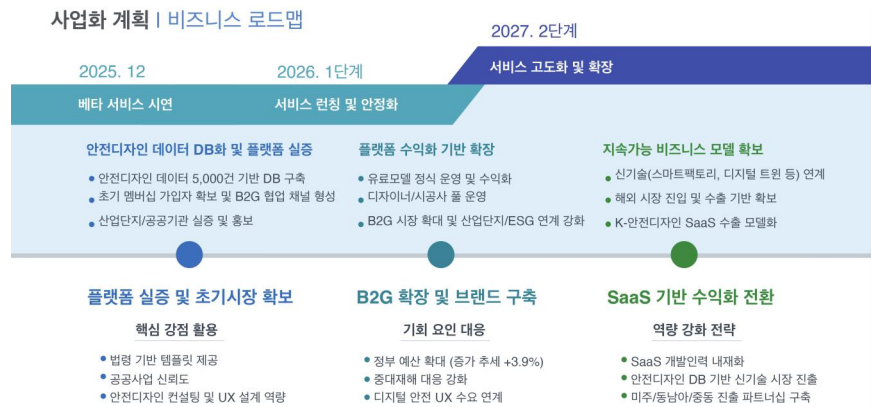 사업화 계획 | 비즈니스 로드맵
2027. 2단계
서비스 고도화 및 확장
2025. 12
2026. 1단계
베타 서비스 시연
서비스 런칭 및 안정화
안전디자인 데이터 DB화 및 플랫폼 실증
• 안전디자인 데이터 5,000건 기반 DB 구축
• 초기 멤버십 가입자 확보 및 B2G 협업 채널 형성
• 산업단지/공공기관 실증 및 홍보
플랫폼 수익화 기반 확장
• 유료모델 정식 운영 및 수익화
• 디자이너/시공사 풀 운영
• B2G 시장 확대 및 산업단지/ESG 연계 강화
지속가능 비즈니스 모델 확보
• 신기술(스마트팩토리, 디지털 트윈 등) 연계
• 해외 시장 진입 및 수출 기반 확보
• K-안전디자인 SaaS 수출 모델화
플랫폼 실증 및 초기시장 확보
핵심 강점 활용
• 법령 기반 템플릿 제공
• 공공사업 신뢰도
• 안전디자인 컨설팅 및 UX 설계 역량
B2G 확장 및 브랜드 구축
기회 요인 대응
• 정부 예산 확대 (증가 추세 +3.9%)
• 중대재해 대응 강화
• 디지털 안전 UX 수요 연계
SaaS 기반 수익화 전환
역량 강화 전략
• SaaS 개발인력 내재화
• 안전디자인 DB 기반 신기술 시장 진출
• 미주/동남아/중동 진출 파트너십 구축